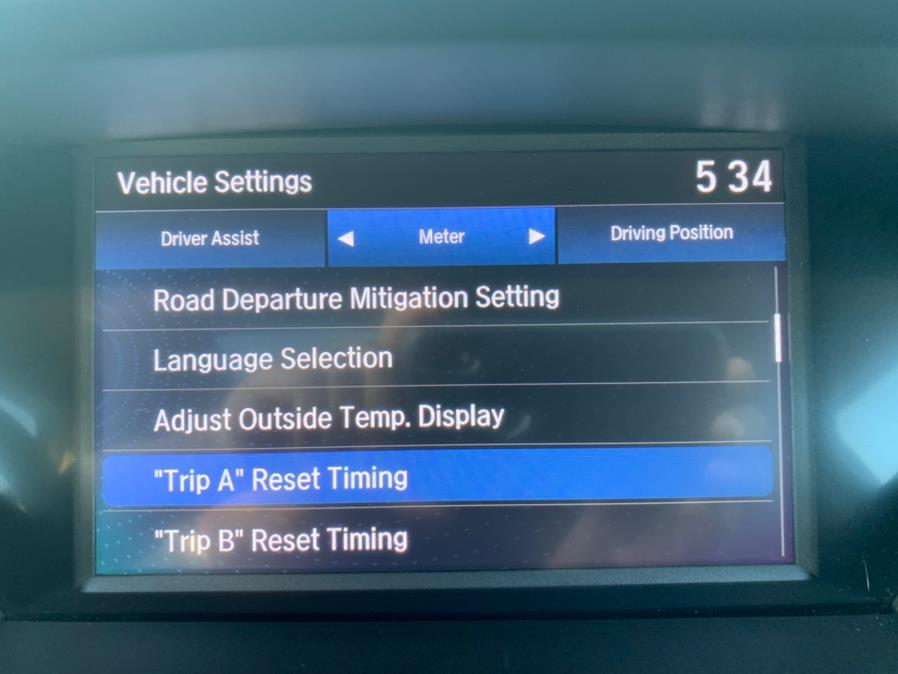 Vehicle Settings
5 34
Driver Assist
◀ Meter ▶
Driving Position
Road Departure Mitigation Setting
Language Selection
Adjust Outside Temp. Display
"Trip A" Reset Timing
"Trip B" Reset Timing